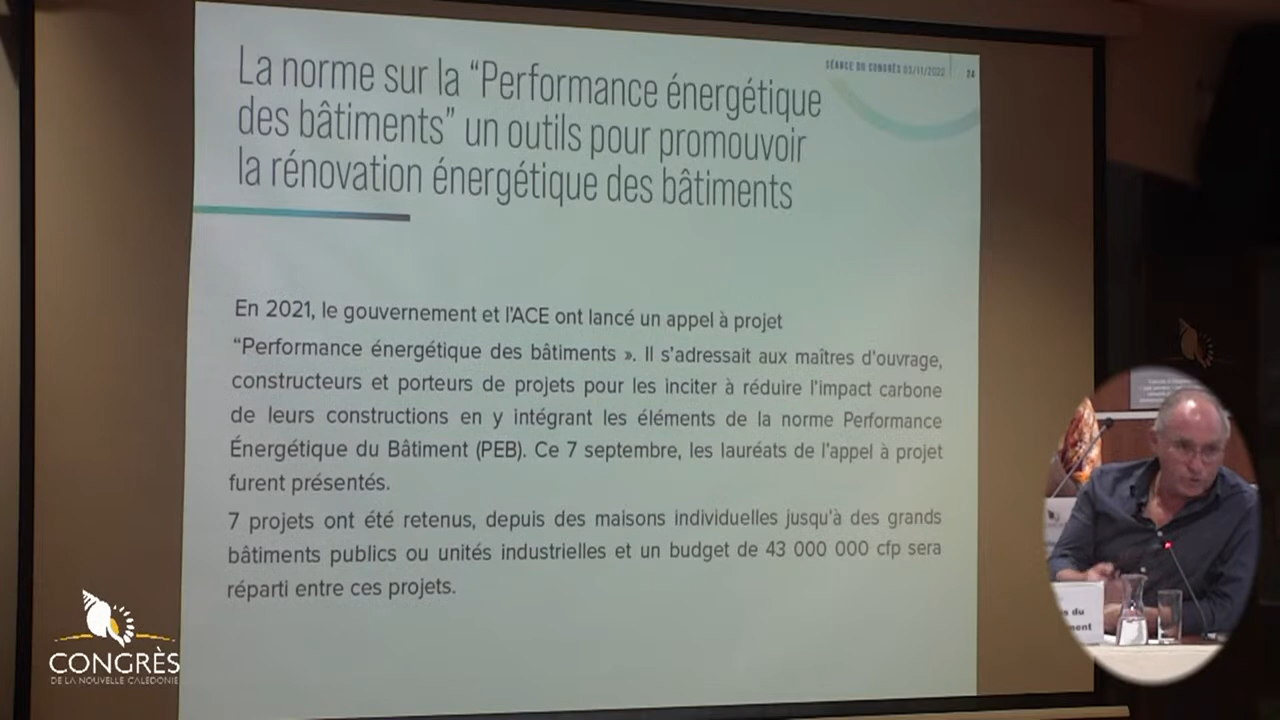 SÉANCE DU CONGRÈS 03/11/2022 24
La norme sur la “Performance énergétique
des bâtiments” un outils pour promouvoir
la rénovation énergétique des bâtiments
En 2021, le gouvernement et l’ACE ont lancé un appel à projet
“Performance énergétique des bâtiments ». Il s’adressait aux maîtres d’ouvrage,
constructeurs et porteurs de projets pour les inciter à réduire l’impact carbone
de leurs constructions en y intégrant les éléments de la norme Performance
Énergétique du Bâtiment (PEB). Ce 7 septembre, les lauréats de l’appel à projet
furent présentés.
7 projets ont été retenus, depuis des maisons individuelles jusqu’à des grands
bâtiments publics ou unités industrielles et un budget de 43 000 000 cfp sera
réparti entre ces projets.
CONGRÈS
DE LA NOUVELLE CALÉDONIE
du